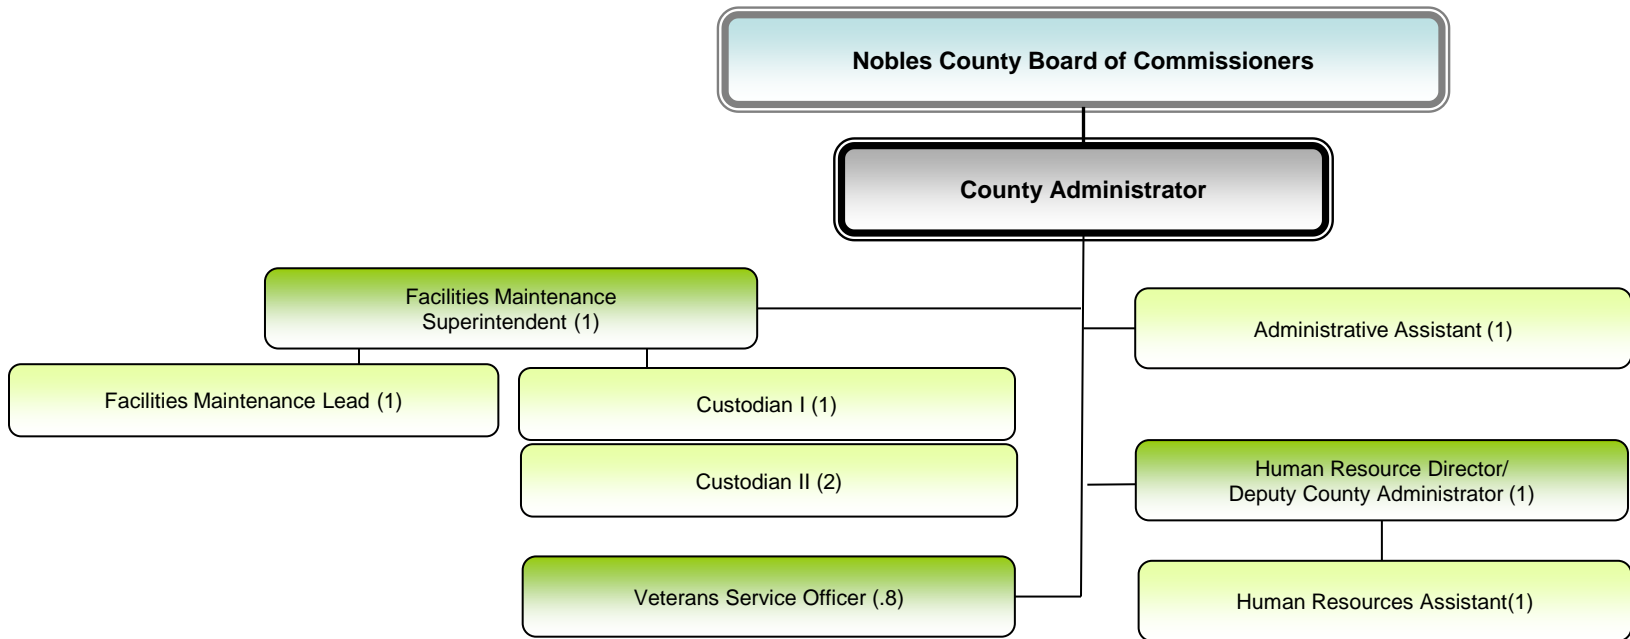 Nobles County Board of Commissioners
County Administrator
Facilities Maintenance
Superintendent (1)
Administrative Assistant (1)
Facilities Maintenance Lead (1)
Custodian I (1)
Custodian II (2)
Human Resource Director/
Deputy County Administrator (1)
Veterans Service Officer (.8)
Human Resources Assistant(1)